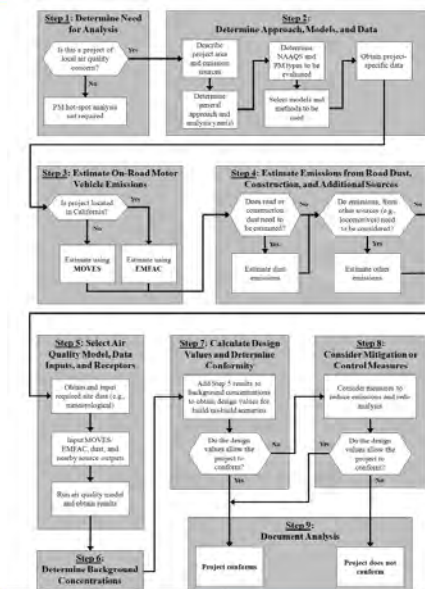 Step 1: Determine Need
for Analysis
Is this a project of
local air quality
concern?
Yes
No
PM hot-spot analysis
not required
Step 2:
Determine Approach, Models, and Data
Describe
project area
and emission
sources
Determine
general
approach and
analysis year(s)
Determine
NAAQS and
PM types to be
evaluated
Select models and
methods to be
used
Obtain project-
specific data
Step 3: Estimate On-Road Motor
Vehicle Emissions
Is project located
in California?
Yes
No
Estimate using
MOVES
Estimate using
EMFAC
Step 4: Estimate Emissions from Road Dust,
Construction, and Additional Sources
Does road or
construction
dust need to
be estimated?
No
Yes
Estimate dust
emissions
Do emissions from
other sources (e.g.,
locomotives) need to
be considered?
No
Yes
Estimate other
emissions
Step 5: Select Air
Quality Model, Data
Inputs, and Receptors
Obtain and input
required site data (e.g.,
meteorological)
Input MOVES/
EMFAC, dust, and
nearby source outputs
Run air quality model
and obtain results
Step 6:
Determine Background
Concentrations
Step 7: Calculate Design
Values and Determine
Conformity
Add Step 5 results to
background concentrations
to obtain design values for
build/no-build scenarios
Do the design
values allow the
project to
conform?
No
Yes
Step 8:
Consider Mitigation or
Control Measures
Consider measures to
reduce emissions and redo
analysis
Do the design
values allow the
project to
conform?
Yes
No
Step 9:
Document Analysis
Project conforms
Project does not
conform